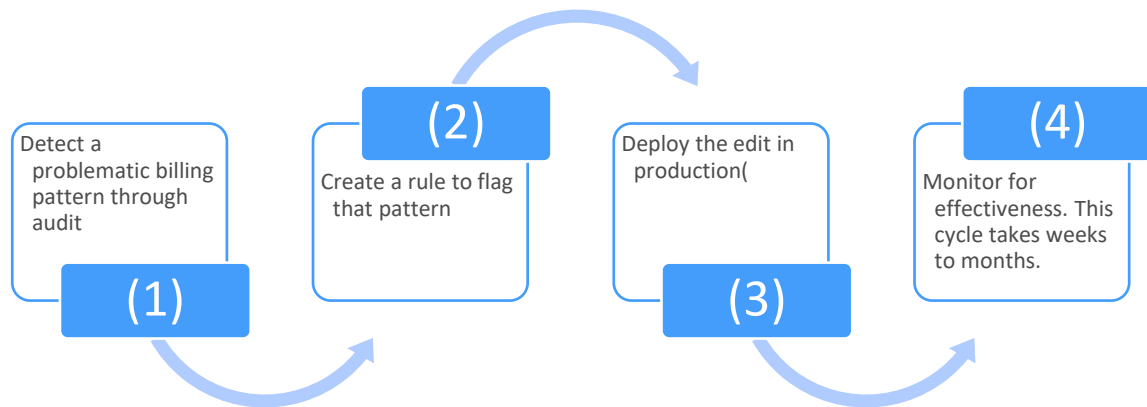 Detect a
problematic billing
pattern through
audit
(1)
(2)
Create a rule to flag
that pattern
Deploy the edit in
production(
(3)
(4)
Monitor for
effectiveness. This
cycle takes weeks
to months.